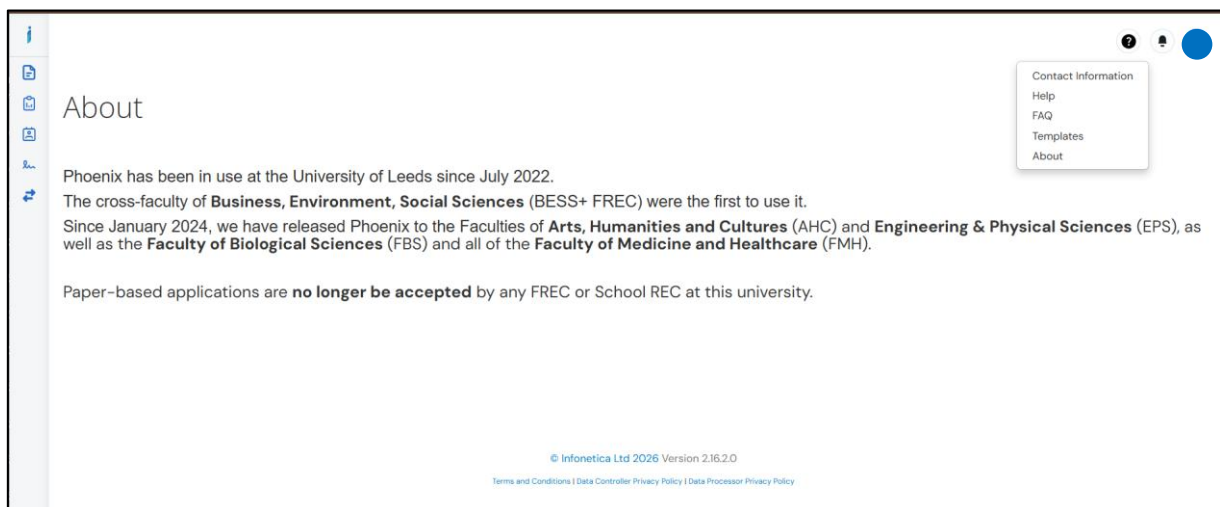 Contact Information
Help
FAQ
Templates
About
About
Phoenix has been in use at the University of Leeds since July 2022.
The cross-faculty of Business, Environment, Social Sciences (BESS+ FREC) were the first to use it.
Since January 2024, we have released Phoenix to the Faculties of Arts, Humanities and Cultures (AHC) and Engineering & Physical Sciences (EPS), as
well as the Faculty of Biological Sciences (FBS) and all of the Faculty of Medicine and Healthcare (FMH).
Paper-based applications are no longer be accepted by any FREC or School REC at this university.
© Infonetica Ltd 2026 Version 2.16.2.0
Terms and Conditions | Data Controller Privacy Policy | Data Processor Privacy Policy